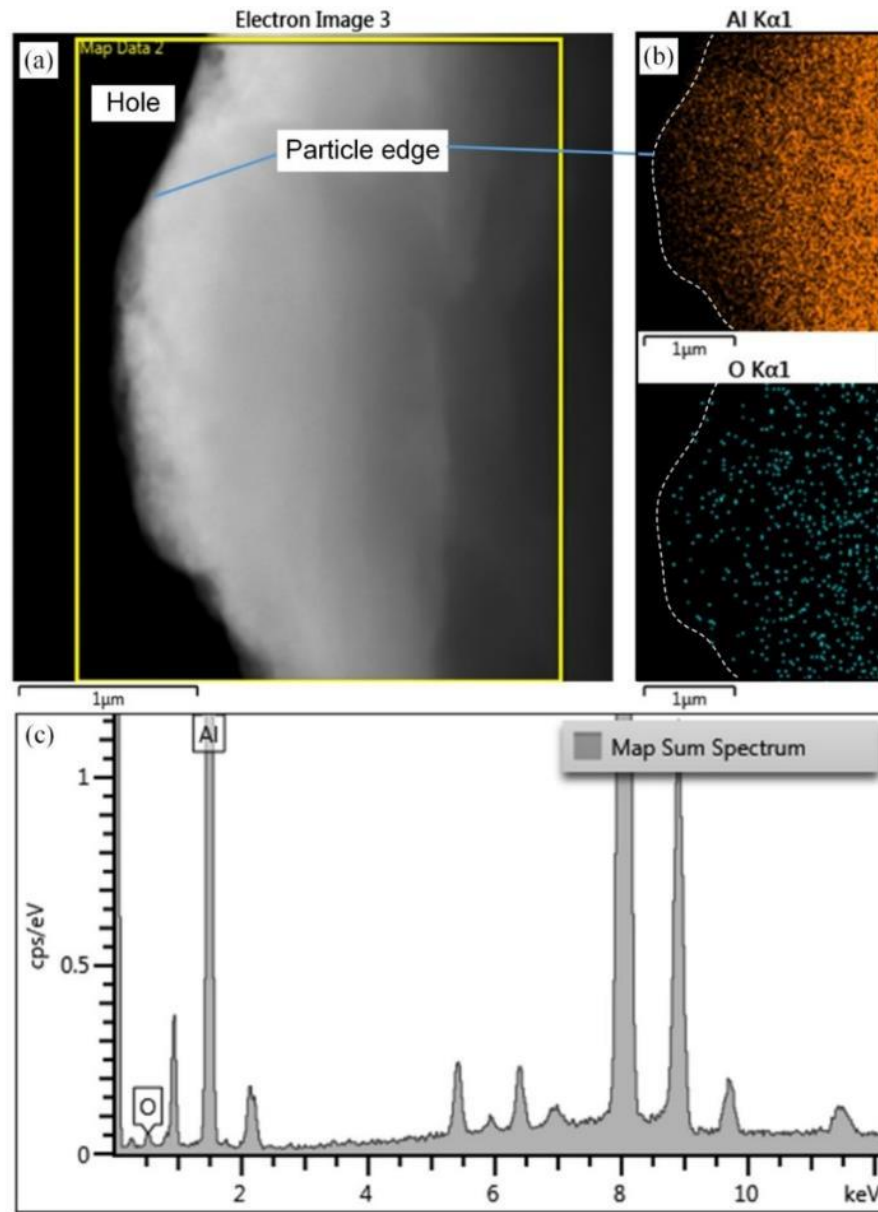 Electron Image 3
(a)
Map Data 2
Hole
Particle edge
1μm
Al Kα1
(b)
1μm
O Kα1
1μm
(c)
Map Sum Spectrum
Al
O
cps/eV
1
0.5
0
2
4
6
8
10
keV